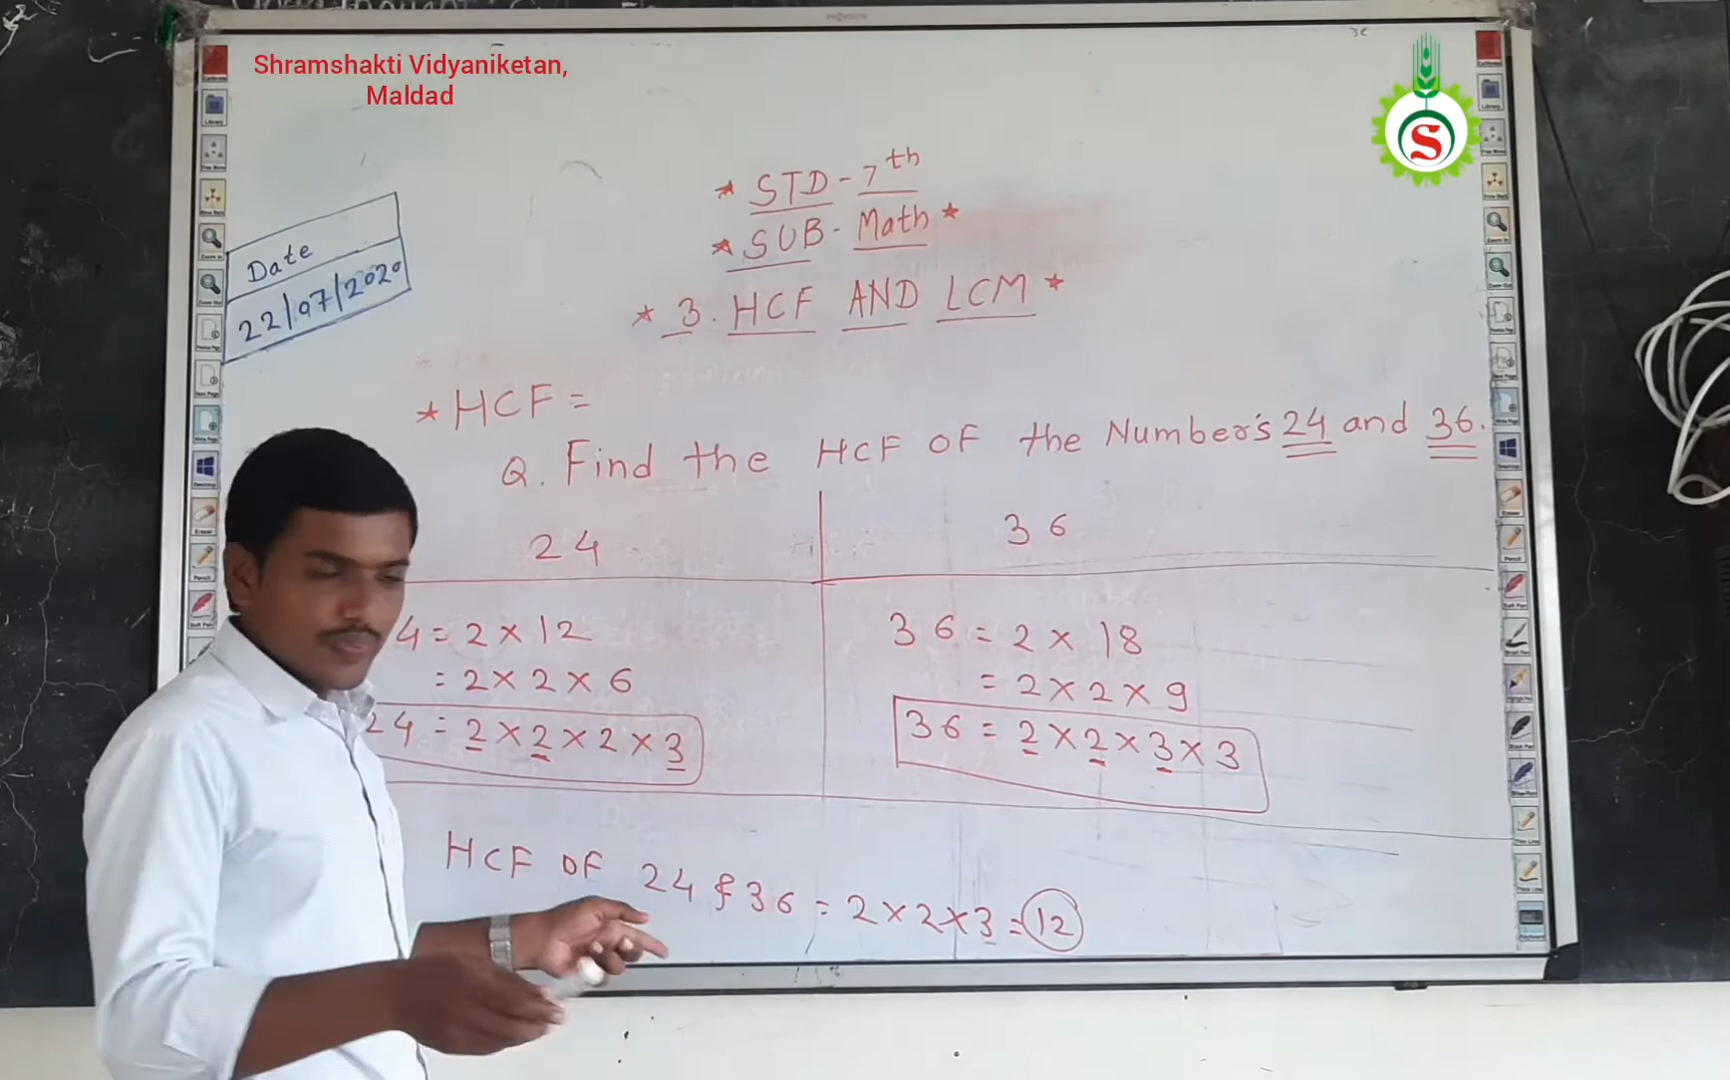 Shramshakti Vidyaniketan,
Maldad
S
Date
22/07/2020
* STD - 7th
* SUB - Math *
* 3. HCF AND LCM *
* HCF =
Q. Find the HCF OF the Number's 24 and 36.
24
36
4 = 2 × 12
= 2 × 2 × 6
24 = 2 × 2 × 2 × 3
36 = 2 × 18
= 2 × 2 × 9
36 = 2 × 2 × 3 × 3
HCF OF 24 & 36 = 2 × 2 × 3 = 12